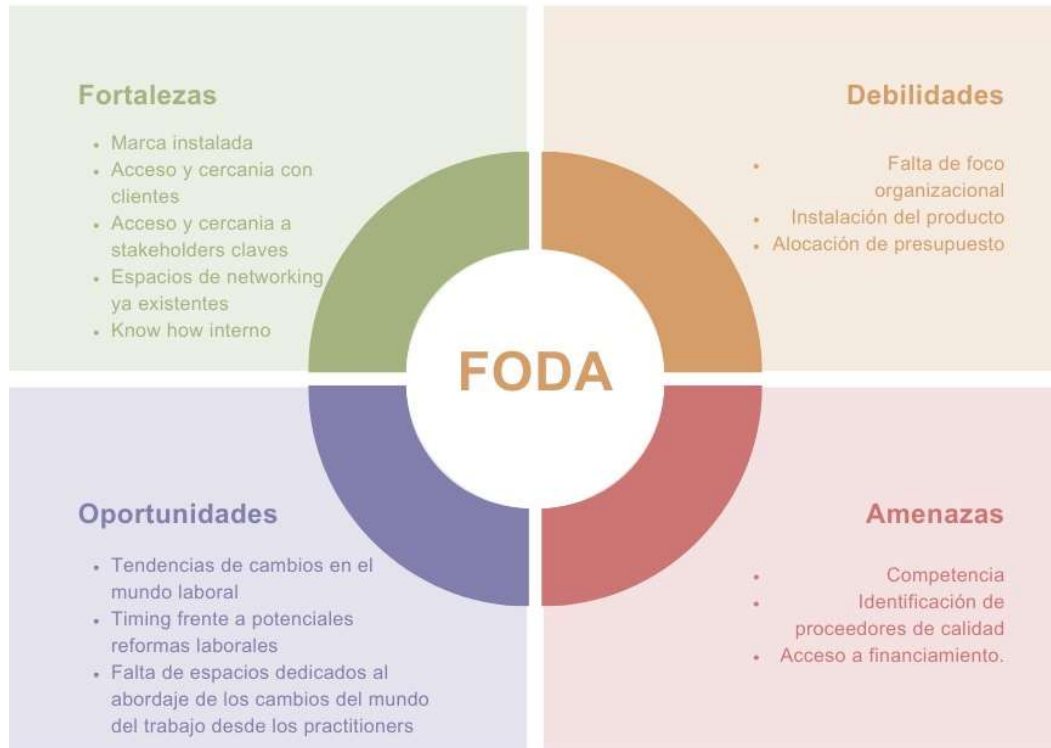 Fortalezas
• Marca instalada
• Acceso y cercania con
clientes
• Acceso y cercania a
stakeholders claves
• Espacios de networking
ya existentes
• Know how interno
Debilidades
• Falta de foco
organizacional
• Instalación del producto
• Alocación de presupuesto
FODA
Oportunidades
• Tendencias de cambios en el
mundo laboral
• Timing frente a potenciales
reformas laborales
• Falta de espacios dedicados al
abordaje de los cambios del mundo
del trabajo desde los practitioners
Amenazas
• Competencia
• Identificación de
proceedores de calidad
• Acceso a financiamiento.